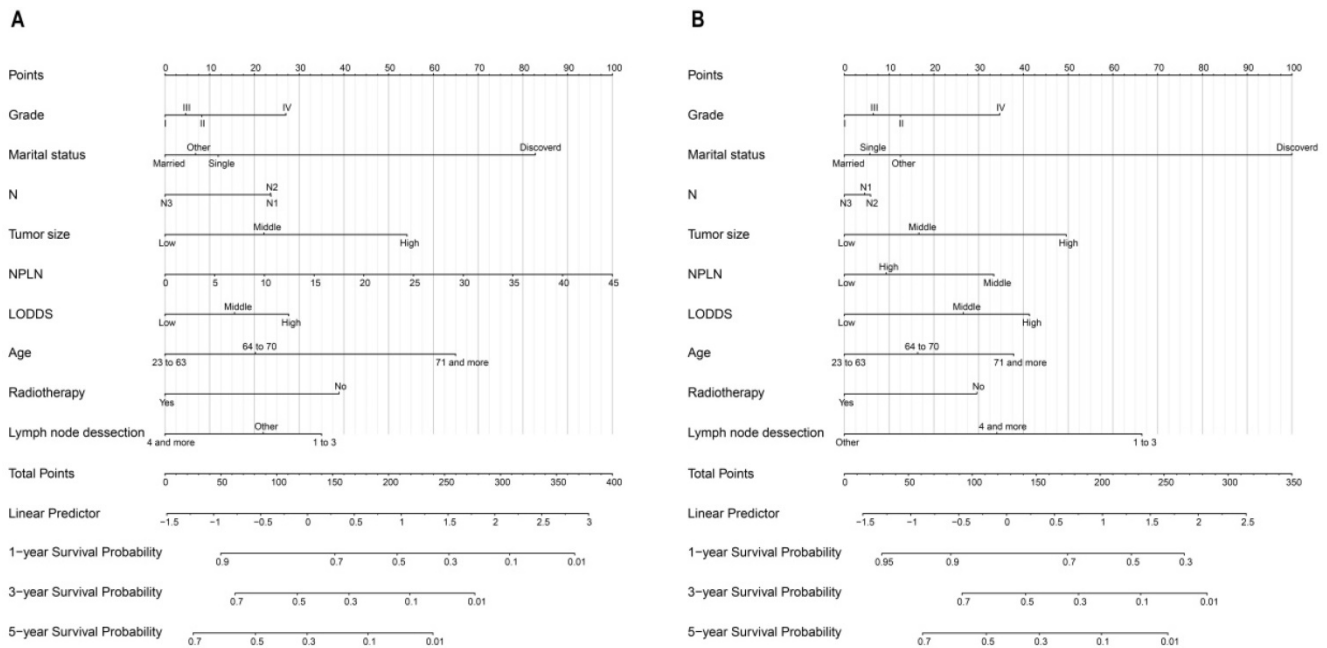 A
Points
0 10 20 30 40 50 60 70 80 90 100
Grade
III IV
I II
Marital status
Other Discoverd
Married Single
N
N2
N3 N1
Tumor size
Middle
Low High
NPLN
0 5 10 15 20 25 30 35 40 45
LODDS
Middle
Low High
Age
64 to 70
23 to 63 71 and more
Radiotherapy
No
Yes
Lymph node dessection
Other
4 and more 1 to 3
Total Points
0 50 100 150 200 250 300 350 400
Linear Predictor
−1.5 −1 −0.5 0 0.5 1 1.5 2 2.5 3
1−year Survival Probability
0.9 0.7 0.5 0.3 0.1 0.01
3−year Survival Probability
0.7 0.5 0.3 0.1 0.01
5−year Survival Probability
0.7 0.5 0.3 0.1 0.01
B
Points
0 10 20 30 40 50 60 70 80 90 100
Grade
III IV
I II
Marital status
Single Discoverd
Married Other
N
N1
N3 N2
Tumor size
Middle
Low High
NPLN
High
Low Middle
LODDS
Middle
Low High
Age
64 to 70
23 to 63 71 and more
Radiotherapy
No
Yes
Lymph node dessection
4 and more
Other 1 to 3
Total Points
0 50 100 150 200 250 300 350
Linear Predictor
−1.5 −1 −0.5 0 0.5 1 1.5 2 2.5
1−year Survival Probability
0.95 0.9 0.7 0.5 0.3
3−year Survival Probability
0.7 0.5 0.3 0.1 0.01
5−year Survival Probability
0.7 0.5 0.3 0.1 0.01